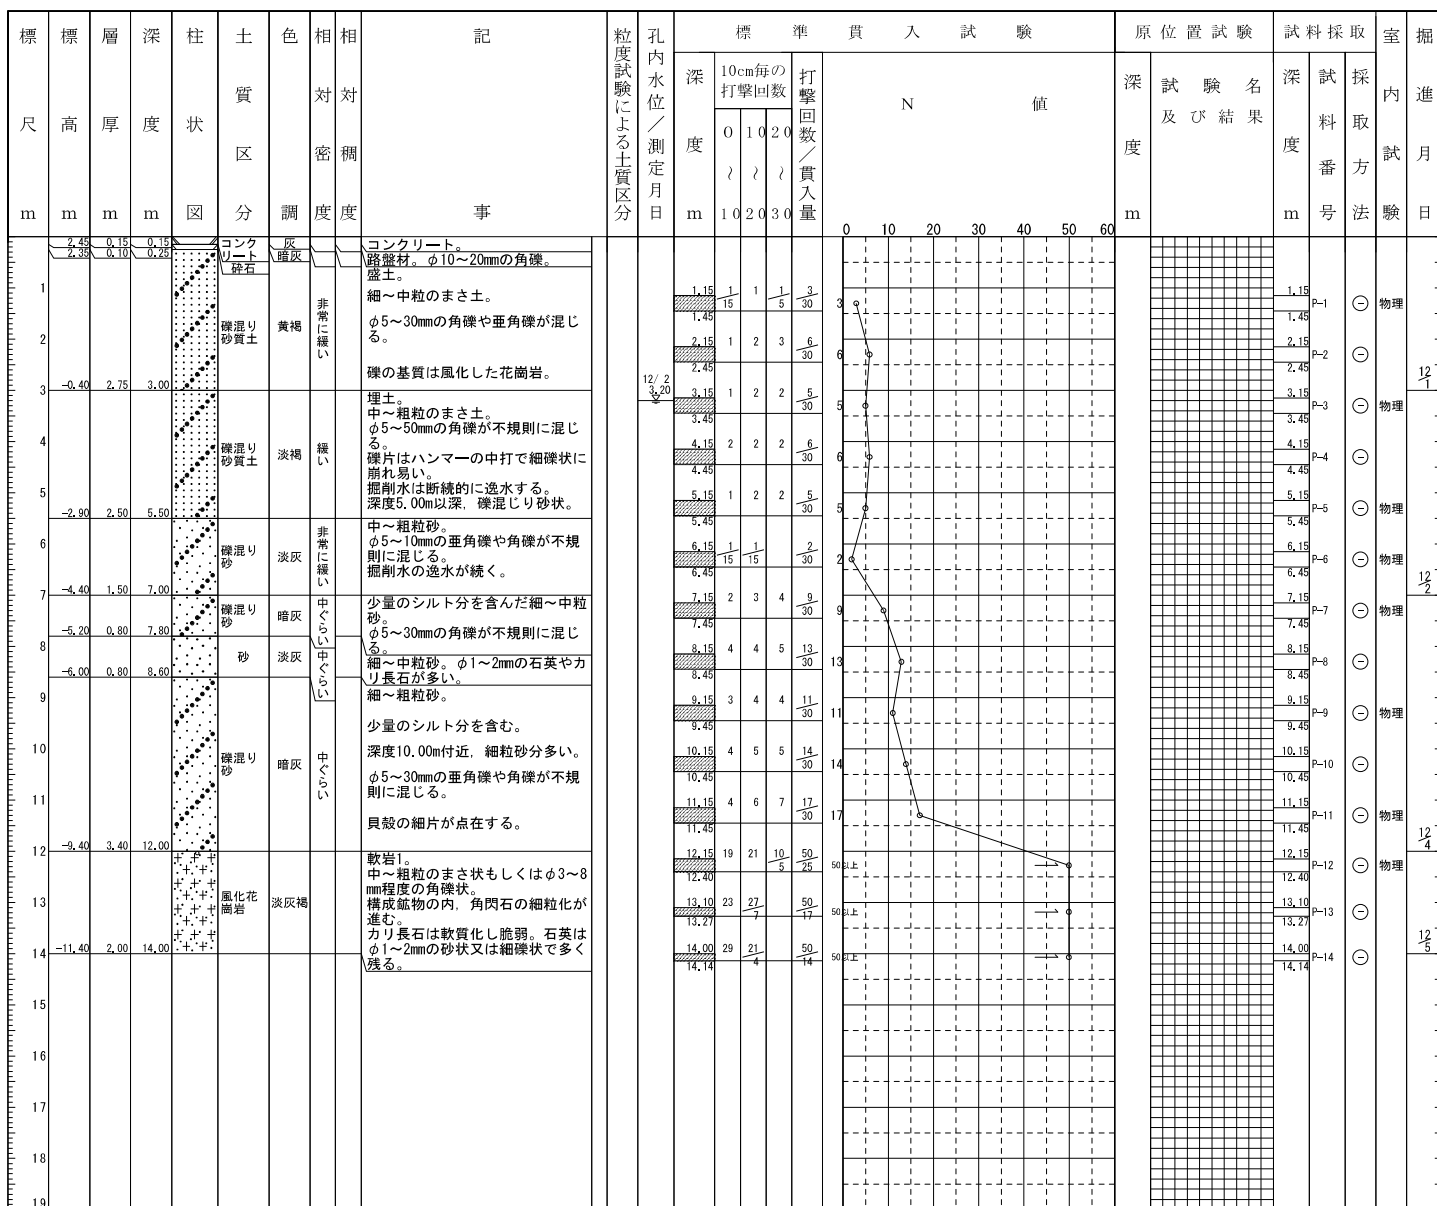 標尺 m
標高 m
層厚 m
深度 m
柱状図
土質区分
色調
相対密度
相対稠度
記事
粒度試験による土質区分
孔内水位／測定月日
標準貫入試験
深度 m
10cm毎の打撃回数
0〜10
10〜20
20〜30
打撃回数／貫入量
N 値
0 10 20 30 40 50 60
原位置試験
深度 m
試験名及び結果
試料採取
深度 m
試料番号
採取方法
室内試験
掘進月日
2.45 0.15 0.15 コンクリート 灰 コンクリート。
2.35 0.10 0.25 砕石 暗灰 路盤材。φ10〜20mmの角礫。
-0.40 2.75 3.00 礫混り砂質土 黄褐 非常に緩い
盛土。
細〜中粒のまさ土。
φ5〜30mmの角礫や亜角礫が混じ
る。
礫の基質は風化した花崗岩。
-2.90 2.50 5.50 礫混り砂質土 淡褐 緩い
埋土。
中〜粗粒のまさ土。
φ5〜50mmの角礫が不規則に混じ
る。
礫片はハンマーの中打で細礫状に
崩れ易い。
掘削水は断続的に逸水する。
深度5.00m以深，礫混じり砂状。
-4.40 1.50 7.00 礫混り砂 淡灰 非常に緩い
中〜粗粒砂。
φ5〜10mmの亜角礫や角礫が不規
則に混じる。
掘削水の逸水が続く。
-5.20 0.80 7.80 礫混り砂 暗灰 中ぐらい
少量のシルト分を含んだ細〜中粒
砂。
φ5〜30mmの角礫が不規則に混じ
る。
-6.00 0.80 8.60 砂 淡灰 中ぐらい
細〜中粒砂。φ1〜2mmの石英やカ
リ長石が多い。
-9.40 3.40 12.00 礫混り砂 暗灰 中ぐらい
細〜粗粒砂。
少量のシルト分を含む。
深度10.00m付近，細粒砂分多い。
φ5〜30mmの亜角礫や角礫が不規
則に混じる。
貝殻の細片が点在する。
-11.40 2.00 14.00 風化花崗岩 淡灰褐
軟岩1。
中〜粗粒のまさ状もしくはφ3〜8
mm程度の角礫状。
構成鉱物の内，角閃石の細粒化が
進む。
カリ長石は軟質化し脆弱。石英は
φ1〜2mmの砂状又は細礫状で多く
残る。
12/2
3.20
1 1.15 1/15 1 1/5 3/30 3 1.15 P-1 物理
1.45 1.45
2 2.15 1 2 3 6/30 6 2.15 P-2
2.45 2.45
12/1
3 3.15 1 2 2 5/30 5 3.15 P-3 物理
3.45 3.45
4 4.15 2 2 2 6/30 6 4.15 P-4
4.45 4.45
5 5.15 1 2 2 5/30 5 5.15 P-5 物理
5.45 5.45
6 6.15 1/15 1/15 2/30 2 6.15 P-6 物理
6.45 6.45
12/2
7 7.15 2 3 4 9/30 9 7.15 P-7 物理
7.45 7.45
8 8.15 4 4 5 13/30 13 8.15 P-8
8.45 8.45
9 9.15 3 4 4 11/30 11 9.15 P-9 物理
9.45 9.45
10 10.15 4 5 5 14/30 14 10.15 P-10
10.45 10.45
11 11.15 4 6 7 17/30 17 11.15 P-11 物理
11.45 11.45
12/4
12 12.15 19 21 10/5 50/25 50以上 12.15 P-12 物理
12.40 12.40
13 13.10 23 27/7 50/17 50以上 13.10 P-13
13.27 13.27
12/5
14 14.00 29 21/4 50/14 50以上 14.00 P-14
14.14 14.14
15
16
17
18
19